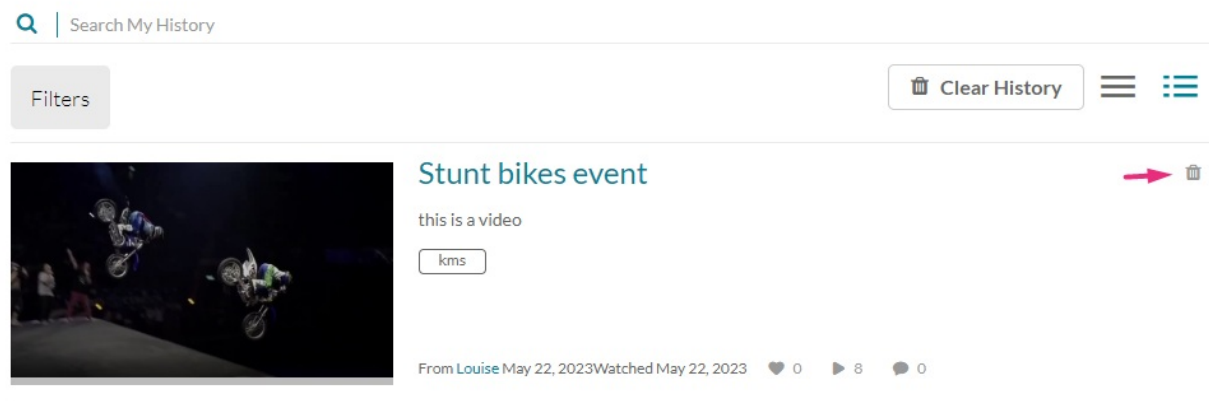 Search My History
Filters
Clear History
Stunt bikes event
this is a video
kms
From Louise May 22, 2023Watched May 22, 2023 0 8 0